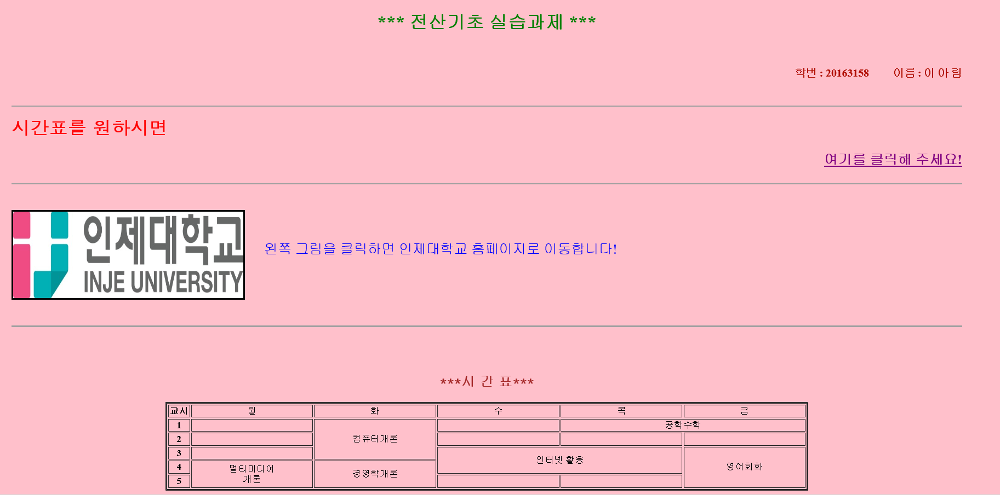 *** 전산기초 실습과제 ***
학번 : 20163158 이름 : 이 아 림
시간표를 원하시면
여기를 클릭해 주세요!
인제대학교
INJE UNIVERSITY
왼쪽 그림을 클릭하면 인제대학교 홈페이지로 이동합니다!
***시 간 표***
교시 월 화 수 목 금
1 공학수학
컴퓨터개론
2
3
인터넷 활용
4 영어회화
멀티미디어
개론
경영학개론
5